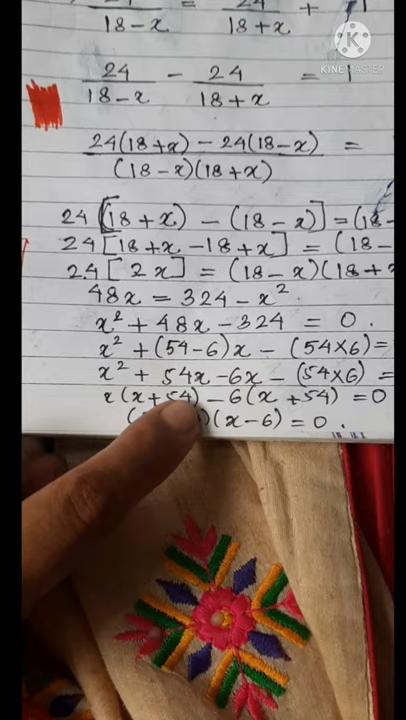 18-x = 18+x +
KINEMASTER
24/18-x - 24/18+x = 1
24(18+x) - 24(18-x)/(18-x)(18+x) =
24[(18+x) - (18-x)] = (18-
24[18+x-18+x] = (18-
24[2x] = (18-x)(18+x
48x = 324-x²
x²+48x-324 = 0.
x²+(54-6)x-(54×6)=
x²+54x-6x-(54×6) =
x(x+54)-6(x+54)=0
)(x-6)=0.